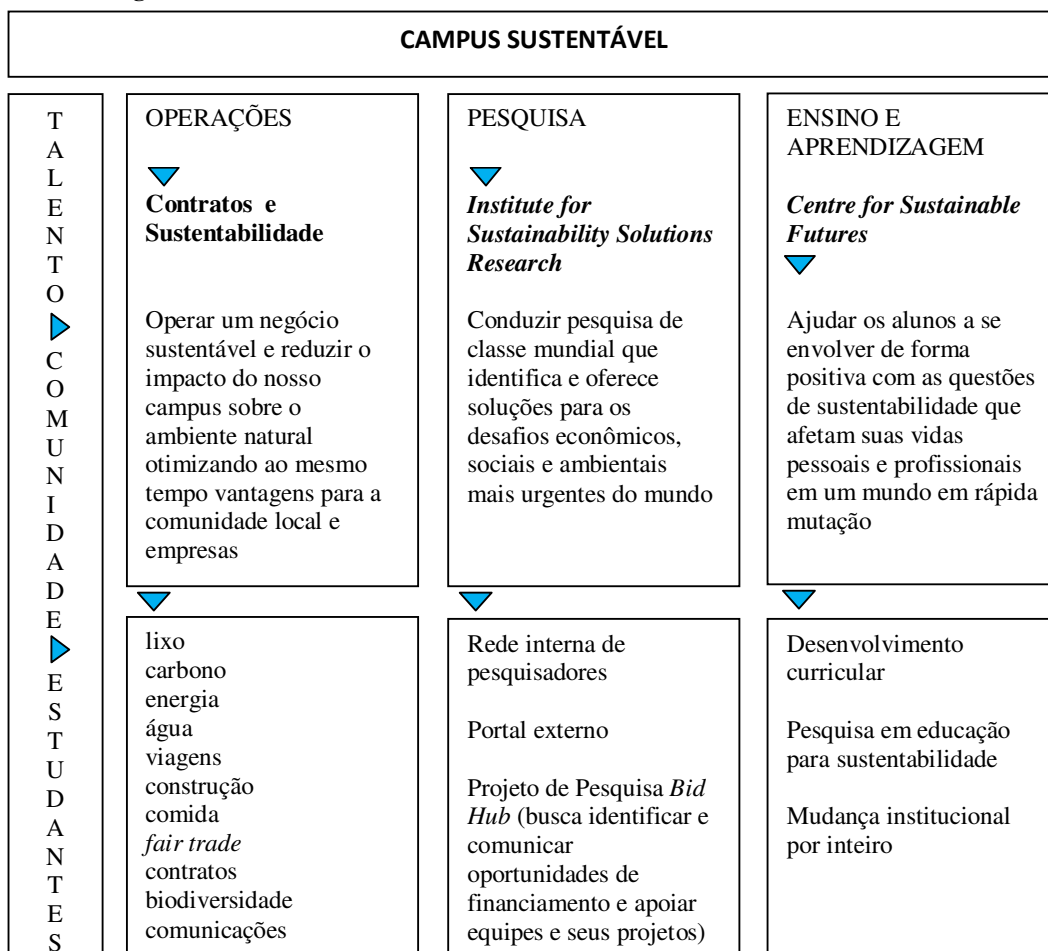 CAMPUS SUSTENTÁVEL
T
A
L
E
N
T
O
C
O
M
U
N
I
D
A
D
E
E
S
T
U
D
A
N
T
E
S
OPERAÇÕES
Contratos e
Sustentabilidade
Operar um negócio
sustentável e reduzir o
impacto do nosso
campus sobre o
ambiente natural
otimizando ao mesmo
tempo vantagens para a
comunidade local e
empresas
lixo
carbono
energia
água
viagens
construção
comida
fair trade
contratos
biodiversidade
comunicações
PESQUISA
Institute for
Sustainability Solutions
Research
Conduzir pesquisa de
classe mundial que
identifica e oferece
soluções para os
desafios econômicos,
sociais e ambientais
mais urgentes do mundo
Rede interna de
pesquisadores
Portal externo
Projeto de Pesquisa Bid
Hub (busca identificar e
comunicar
oportunidades de
financiamento e apoiar
equipes e seus projetos)
ENSINO E
APRENDIZAGEM
Centre for Sustainable
Futures
Ajudar os alunos a se
envolver de forma
positiva com as questões
de sustentabilidade que
afetam suas vidas
pessoais e profissionais
em um mundo em rápida
mutação
Desenvolvimento
curricular
Pesquisa em educação
para sustentabilidade
Mudança institucional
por inteiro